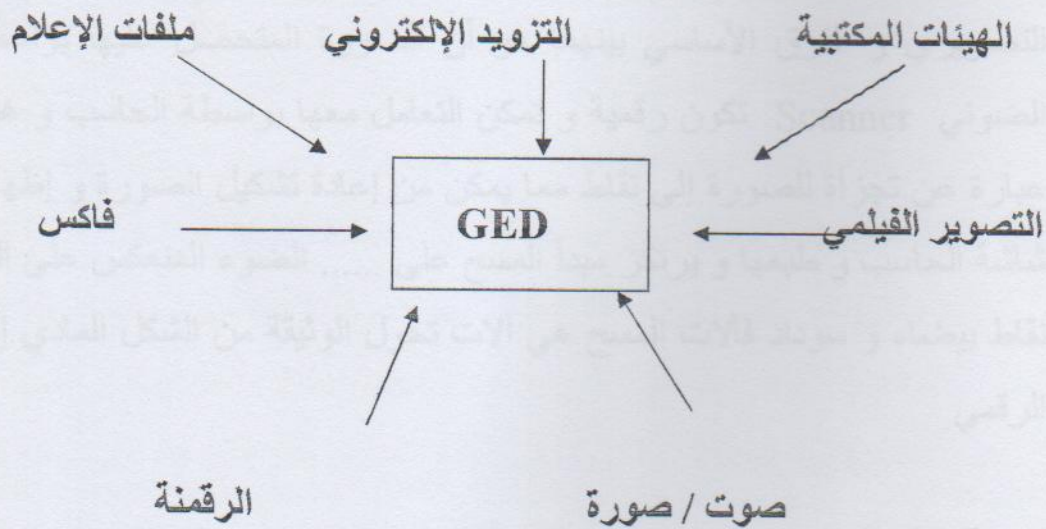 الهيئات المكتبية
التزويد الإلكتروني
ملفات الإعلام
التصوير الفيلمي
GED
فاكس
صوت / صورة
الرقمنة